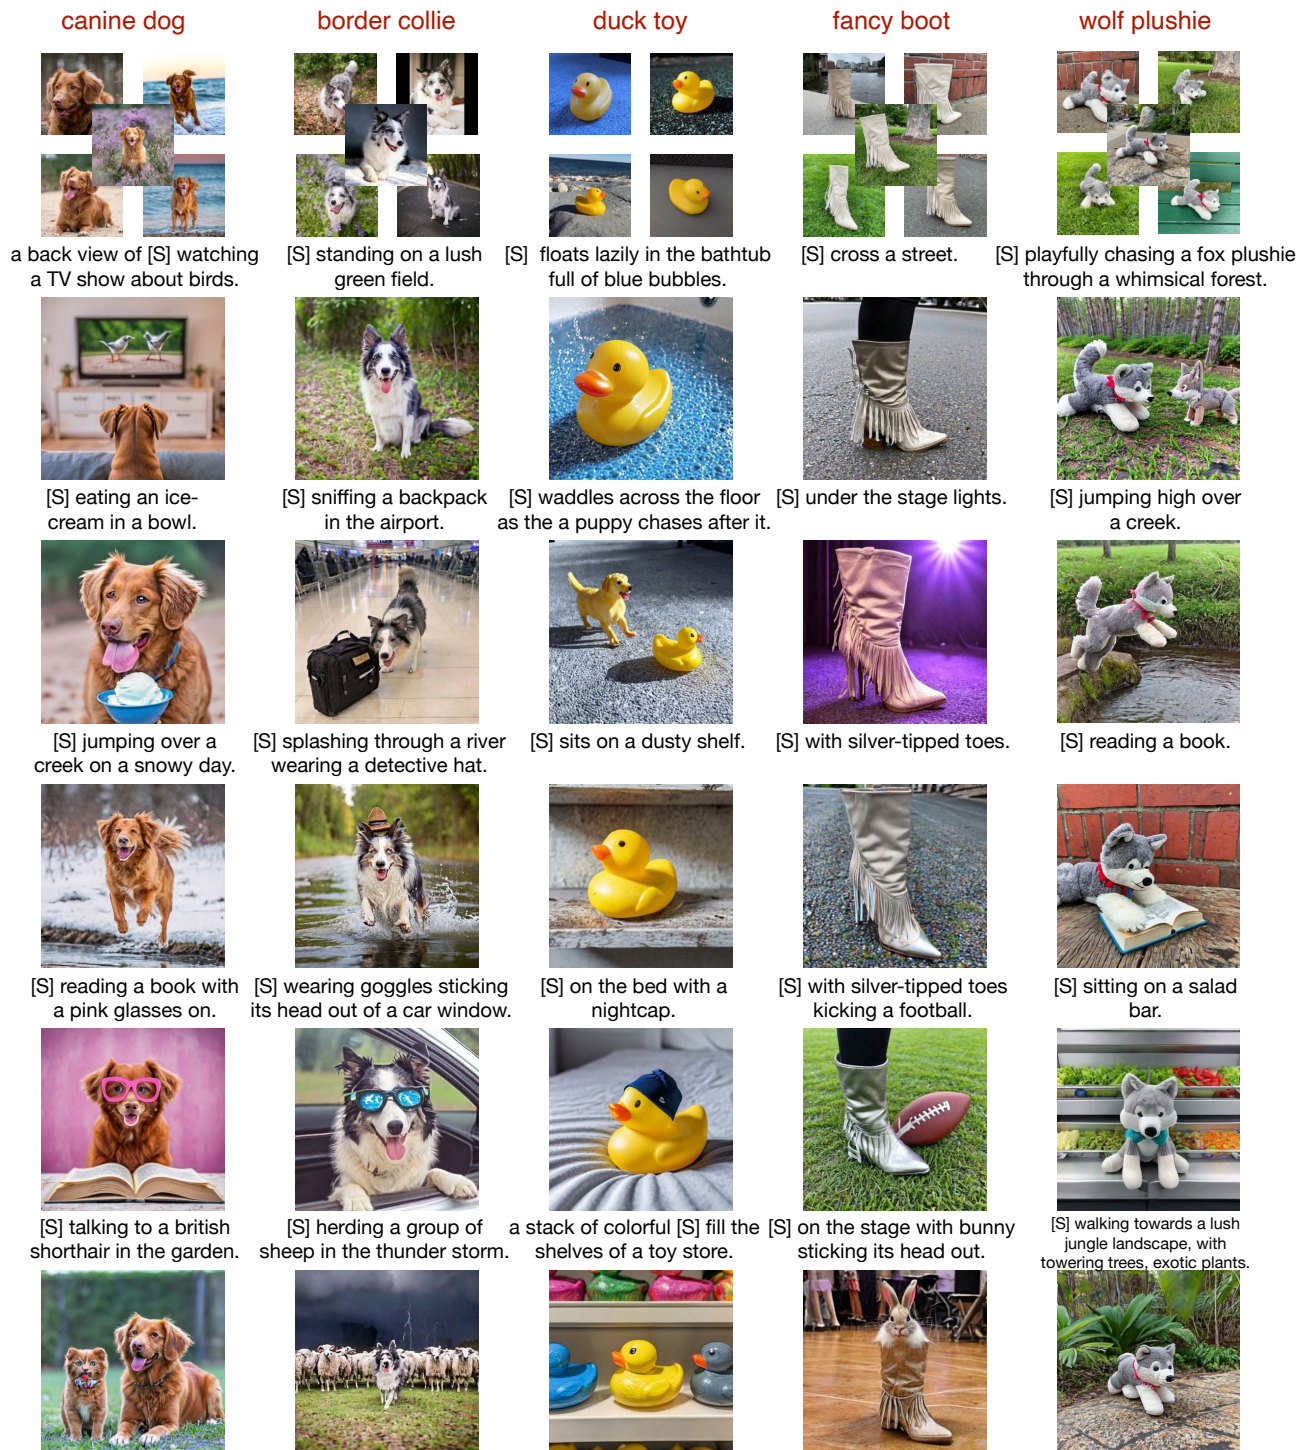 canine dog
border collie
duck toy
fancy boot
wolf plushie
a back view of [S] watching
a TV show about birds.
[S] standing on a lush
green field.
[S] floats lazily in the bathtub
full of blue bubbles.
[S] cross a street.
[S] playfully chasing a fox plushie
through a whimsical forest.
[S] eating an ice-
cream in a bowl.
[S] sniffing a backpack
in the airport.
[S] waddles across the floor
as the a puppy chases after it.
[S] under the stage lights.
[S] jumping high over
a creek.
[S] jumping over a
creek on a snowy day.
[S] splashing through a river
wearing a detective hat.
[S] sits on a dusty shelf.
[S] with silver-tipped toes.
[S] reading a book.
[S] reading a book with
a pink glasses on.
[S] wearing goggles sticking
its head out of a car window.
[S] on the bed with a
nightcap.
[S] with silver-tipped toes
kicking a football.
[S] sitting on a salad
bar.
[S] talking to a british
shorthair in the garden.
[S] herding a group of
sheep in the thunder storm.
a stack of colorful [S] fill the
shelves of a toy store.
[S] on the stage with bunny
sticking its head out.
[S] walking towards a lush
jungle landscape, with
towering trees, exotic plants.